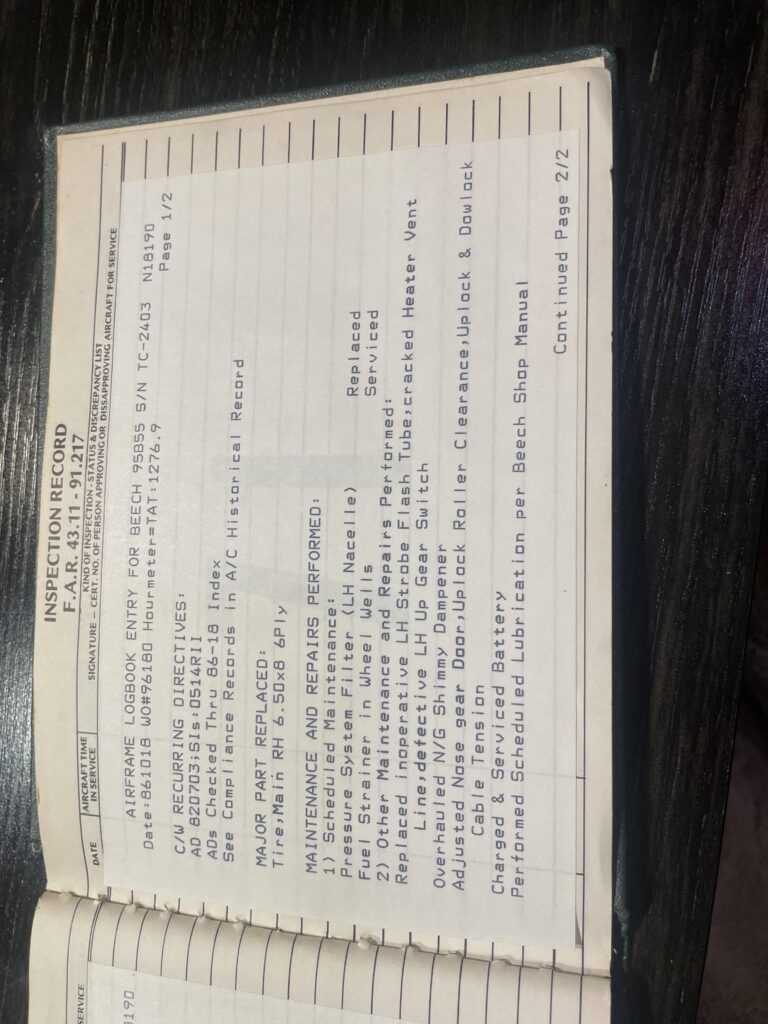 INSPECTION RECORD
F.A.R. 43.11 - 91.217
DATE
AIRCRAFT TIME IN SERVICE
KIND OF INSPECTION - STATUS & DISCREPANCY LIST
SIGNATURE — CERT. NO. OF PERSON APPROVING OR DISSAPPROVING AIRCRAFT FOR SERVICE
AIRFRAME LOGBOOK ENTRY FOR BEECH 95B55 S/N TC-2403 N18190
Date:861018 WO#96180 Hourmeter=TAT:1276.9 Page 1/2
C/W RECURRING DIRECTIVES:
AD 820703;SIs:0514RII
ADs Checked Thru 86-18 Index
See Compliance Records in A/C Historical Record
MAJOR PART REPLACED:
Tire,Main RH 6.50x8 6Ply
MAINTENANCE AND REPAIRS PERFORMED:
1) Scheduled Maintenance:
Pressure System Filter (LH Nacelle) Replaced
Fuel Strainer in Wheel Wells Serviced
2) Other Maintenance and Repairs Performed:
Replaced inoperative LH Strobe Flash Tube,cracked Heater Vent
Line,defective LH Up Gear Switch
Overhauled N/G Shimmy Dampener
Adjusted Nose gear Door,Uplock Roller Clearance,Uplock & Dowlock
Cable Tension
Charged & Serviced Battery
Performed Scheduled Lubrication per Beech Shop Manual
Continued Page 2/2
SERVICE
8190